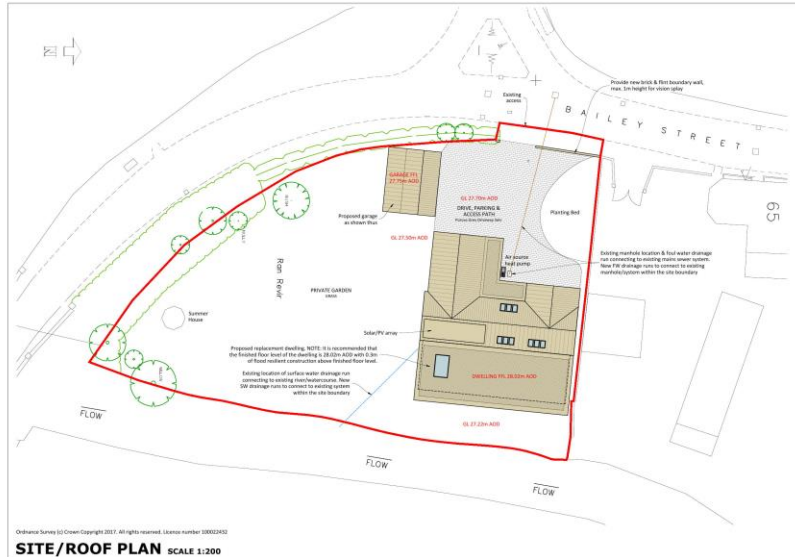 N
Existing
access
Provide new brick & flint boundary wall,
max. 1m height for vision splay
BAILEY STREET
65
GARAGE FFL
27.75m AOD
GL 27.70m AOD
DRIVE, PARKING &
ACCESS PATH
Planting Bed
Proposed garage
as shown thus
GL 27.50m AOD
Air source
heat pump
Existing manhole location & foul water drainage
run connecting to existing mains sewer system.
New FW drainage runs to connect to existing
manhole/system within the site boundary
Ran Revir
PRIVATE GARDEN
GRASS
Summer
House
Solar/PV array
Proposed replacement dwelling. NOTE: It is recommended that
the finished floor level of the dwelling is 28.02m AOD with 0.3m
of flood resilient construction above finished floor level.
Existing location of surface water drainage run
connecting to existing river/watercourse. New
SW drainage runs to connect to existing system
within the site boundary
DWELLING FFL 28.02m AOD
GL 27.22m AOD
FLOW
FLOW
FLOW
Ordnance Survey (c) Crown Copyright 2017. All rights reserved. Licence number 100022432
SITE/ROOF PLAN SCALE 1:200